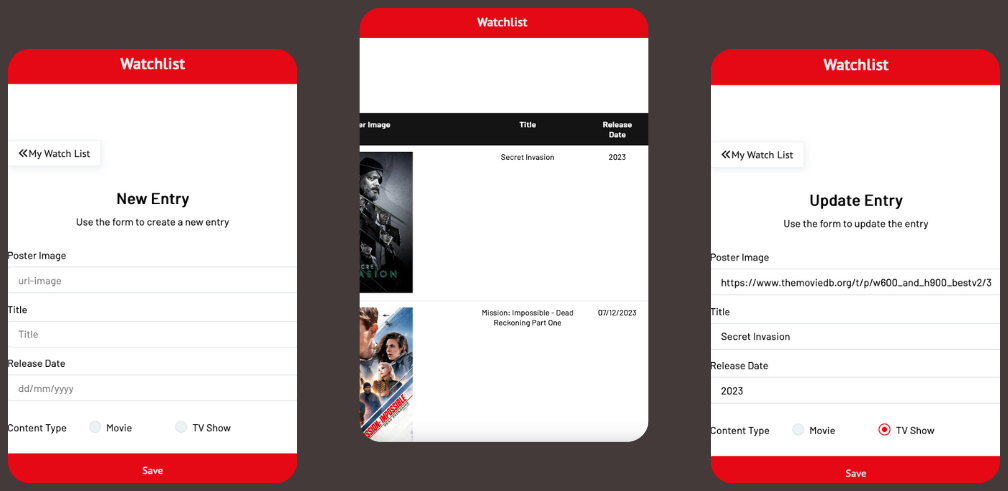 Watchlist
My Watch List
New Entry
Use the form to create a new entry
Poster Image
url-image
Title
Title
Release Date
dd/mm/yyyy
Content Type Movie TV Show
Save
Watchlist
er Image Title Release
Date
Secret Invasion 2023
CRET
ASION
Mission: Impossible - Dead 07/12/2023
Reckoning Part One
SSION: IMPOSSIBLE
Watchlist
My Watch List
Update Entry
Use the form to update the entry
Poster Image
https://www.themoviedb.org/t/p/w600_and_h900_bestv2/3
Title
Secret Invasion
Release Date
2023
Content Type Movie TV Show
Save